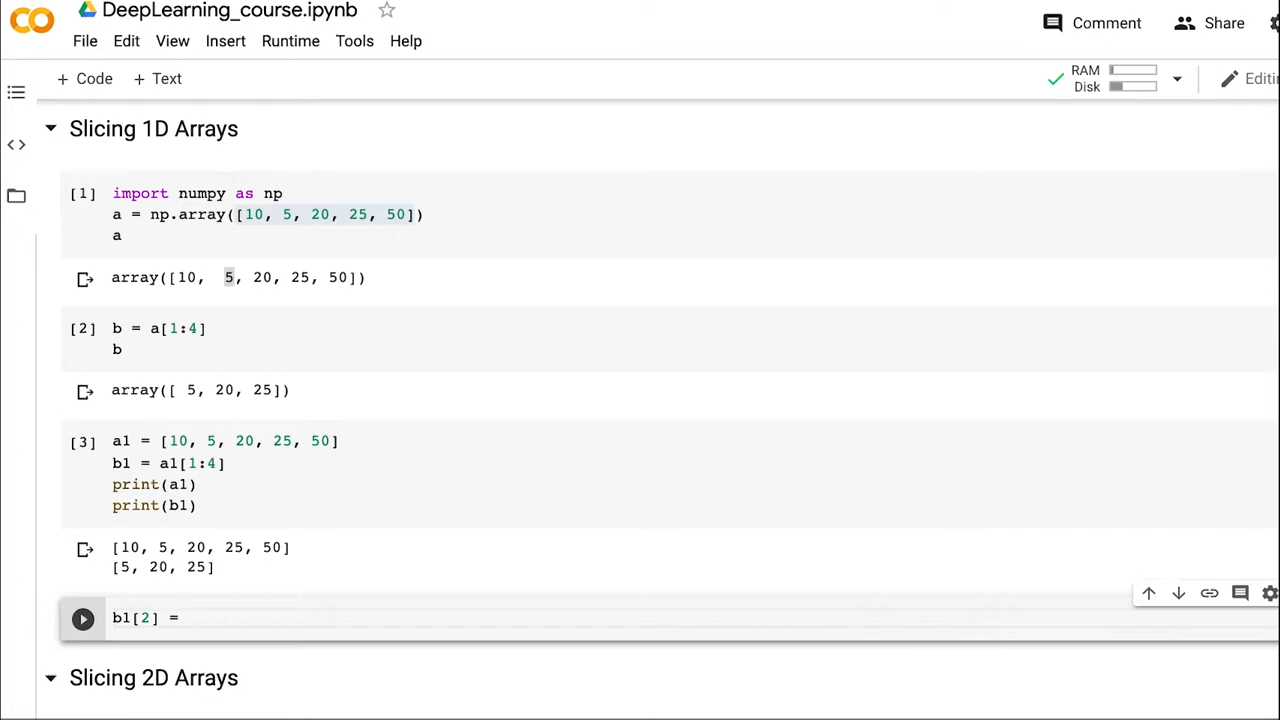 DeepLearning_course.ipynb
File Edit View Insert Runtime Tools Help
Comment Share
+ Code + Text
RAM
Disk
Editi
Slicing 1D Arrays
[1] import numpy as np
a = np.array([10, 5, 20, 25, 50])
a
array([10,  5, 20, 25, 50])
[2] b = a[1:4]
b
array([ 5, 20, 25])
[3] a1 = [10, 5, 20, 25, 50]
b1 = a1[1:4]
print(a1)
print(b1)
[10, 5, 20, 25, 50]
[5, 20, 25]
b1[2] =
Slicing 2D Arrays